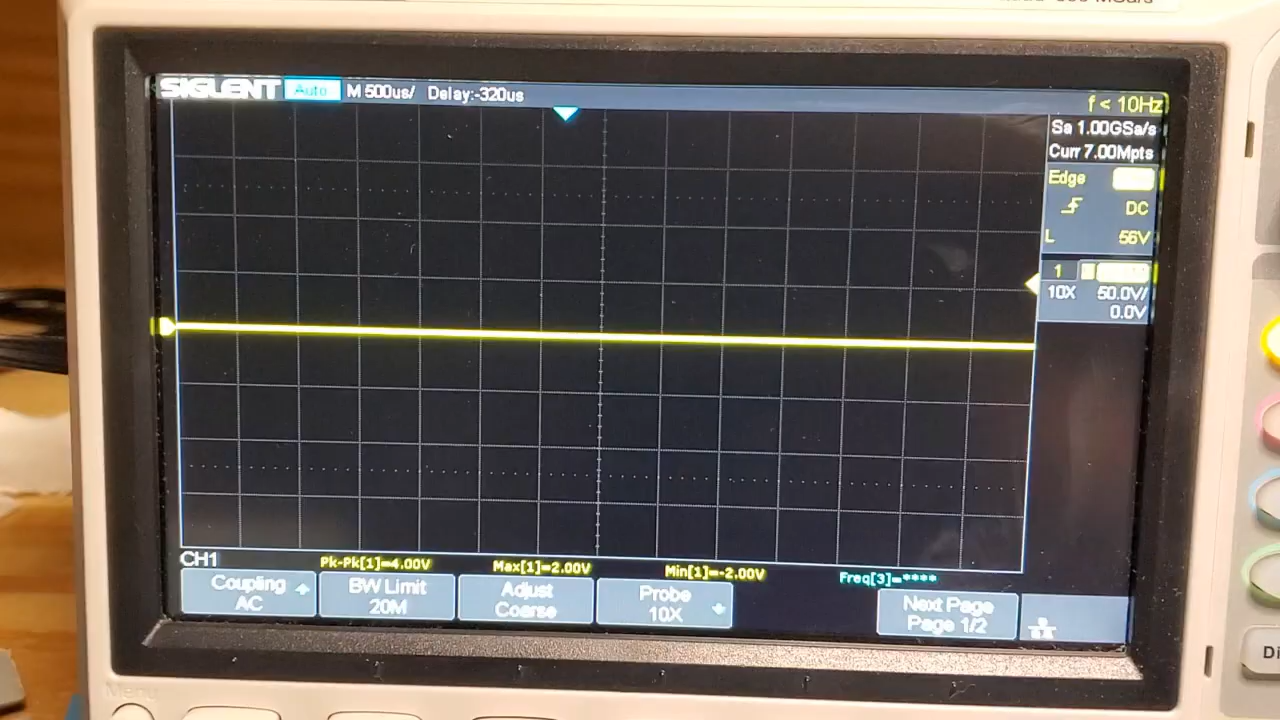 SIGLENT Auto M 500us/ Delay:-320us f < 10Hz
Sa 1.00GSa/s
Curr 7.00Mpts
Edge
DC
L 56V
1
10X 50.0V/
0.0V
CH1 Pk-Pk[1]=4.00V Max[1]=2.00V Min[1]=-2.00V Freq[3]=****
Coupling
AC
BW Limit
20M
Adjust
Coarse
Probe
10X
Next Page
Page 1/2
Menu
Di